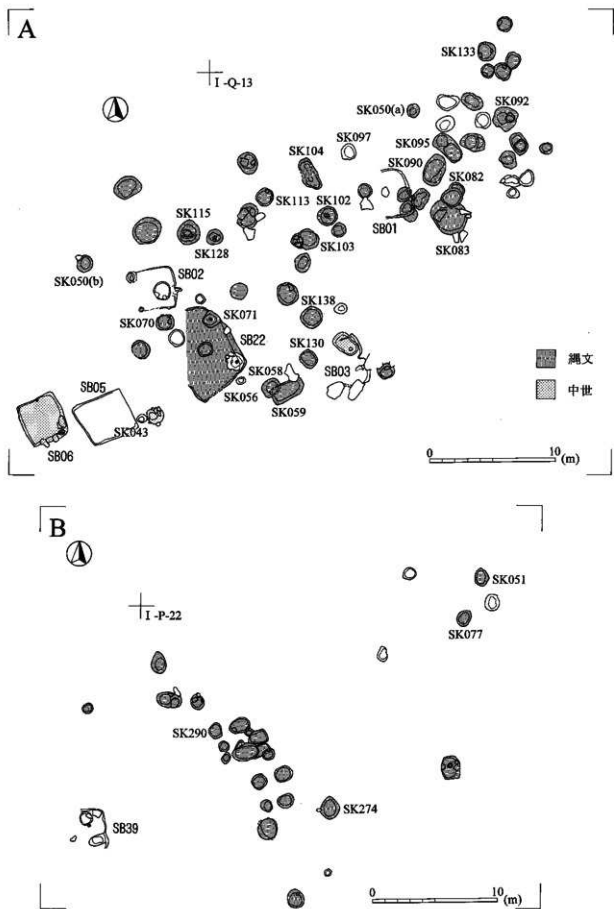 A
I-Q-13
SK133
SK050(a)
SK092
SK097
SK095
SK104
SK090
SK082
SK113
SK102
SB01
SK115
SK128
SK103
SK083
SK050(b)
SB02
SK071
SK138
SK070
SB22
SK130
縄文
SK058
SB03
中世
SB05
SK056
SK059
SK043
SB06
0 10
(m)
B
SK051
I-P-22
SK077
SK290
SK274
SB39
0 10
(m)